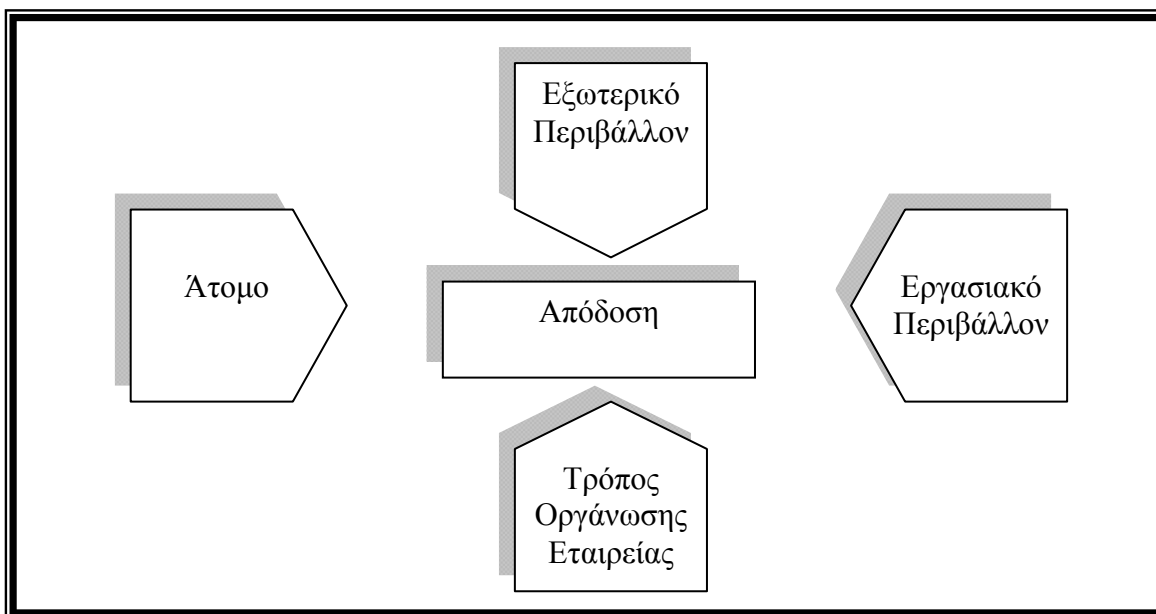 Εξωτερικό
Περιβάλλον
Άτομο
Απόδοση
Εργασιακό
Περιβάλλον
Τρόπος
Οργάνωσης
Εταιρείας